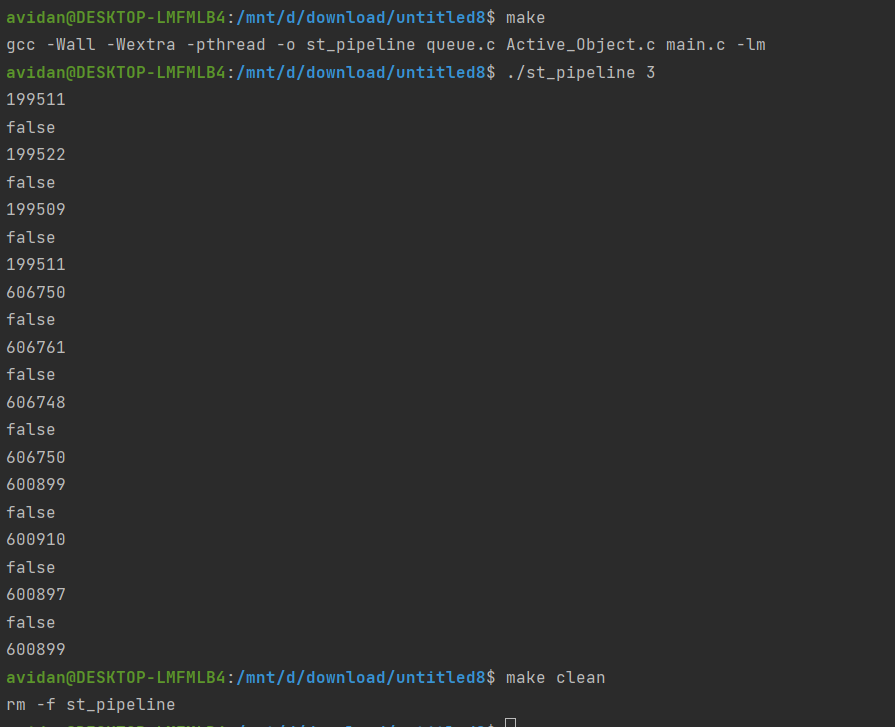 avidan@DESKTOP-LMFMLB4:/mnt/d/download/untitled8$ make
gcc -Wall -Wextra -pthread -o st_pipeline queue.c Active_Object.c main.c -lm
avidan@DESKTOP-LMFMLB4:/mnt/d/download/untitled8$ ./st_pipeline 3
199511
false
199522
false
199509
false
199511
606750
false
606761
false
606748
false
606750
600899
false
600910
false
600897
false
600899
avidan@DESKTOP-LMFMLB4:/mnt/d/download/untitled8$ make clean
rm -f st_pipeline